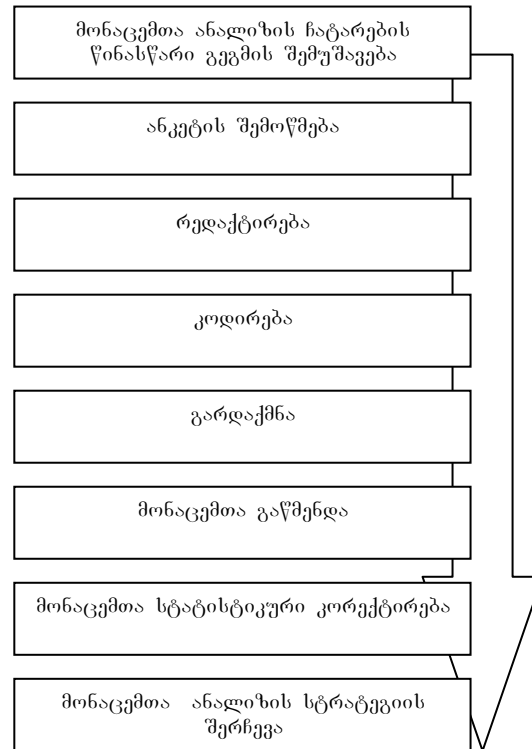 მონაცემთა ანალიზის ჩატარების
წინასწარი გეგმის შემუშავება
ანკეტის შემოწმება
რედაქტირება
კოდირება
გარდაქმნა
მონაცემთა გაწმენდა
მონაცემთა სტატისტიკური კორექტირება
მონაცემთა ანალიზის სტრატეგიის
შერჩევა